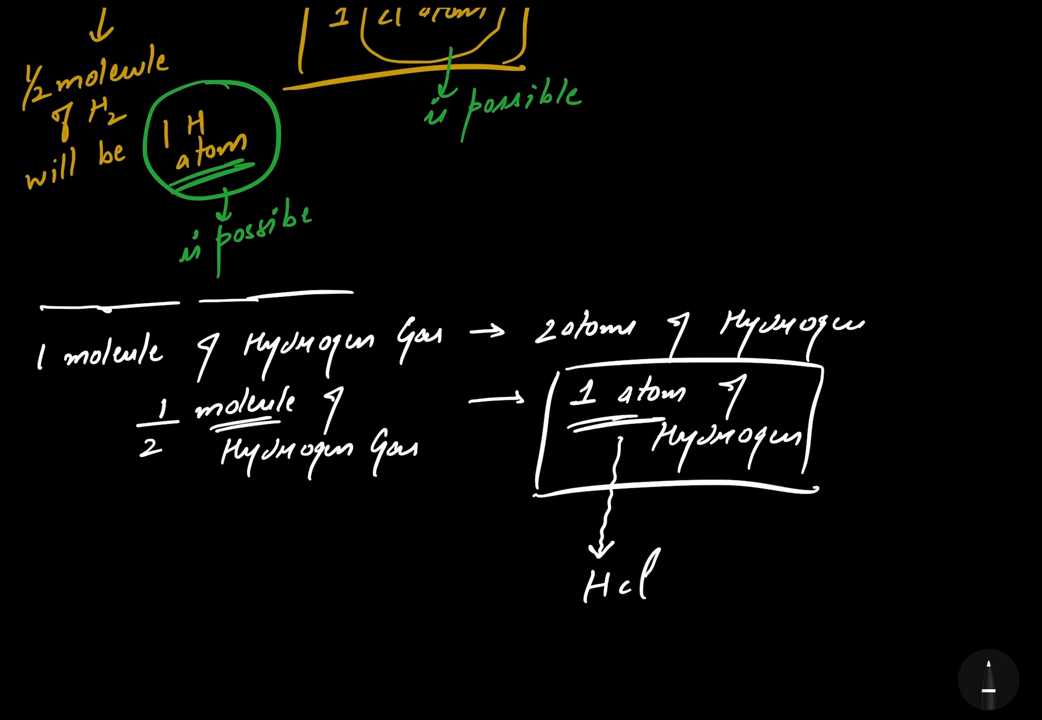 1 Cl atom
1/2 molecule
of H2
will be
1 H
atom
is possible
is possibe
1 molecule of Hydrogen Gas → 2 atoms of Hydrogen
1/2 molecule of
Hydrogen Gas
→ 1 atom of
Hydrogen
Hcl